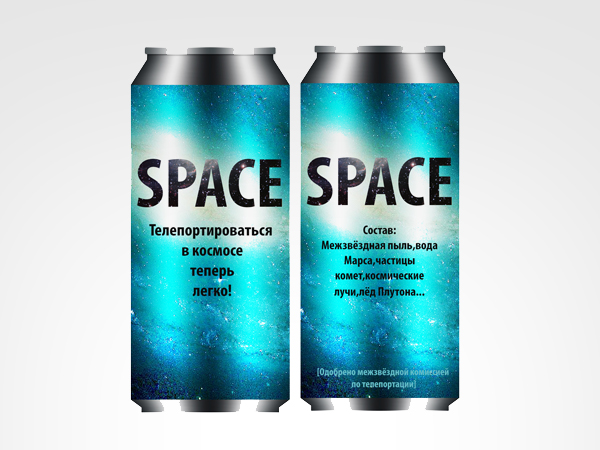 SPACE
Телепортироваться
в космосе
теперь
легко!
SPACE
Состав:
Межзвёздная пыль,вода
Марса,частицы
комет,космические
лучи,лёд Плутона...
[Одобрено межзвёздной комиссией
по телепортации]